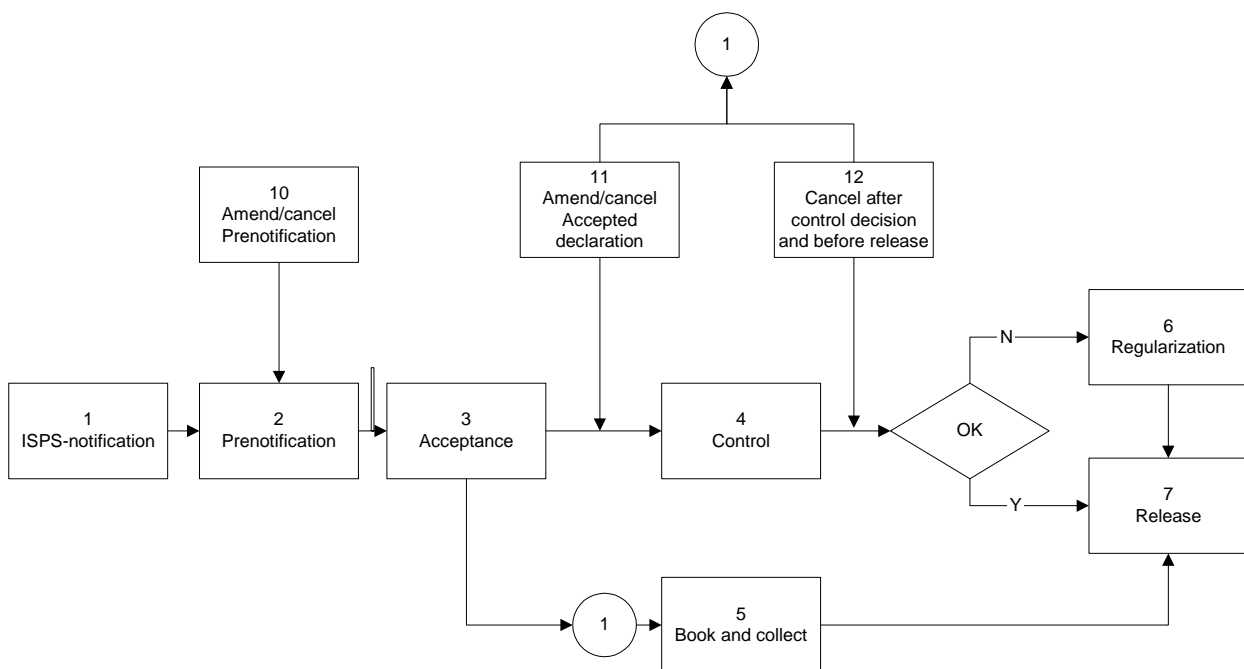 1
10
Amend/cancel
Prenotification
11
Amend/cancel
Accepted
declaration
12
Cancel after
control decision
and before release
1
ISPS-notification
2
Prenotification
3
Acceptance
4
Control
OK
N
Y
6
Regularization
7
Release
1
5
Book and collect